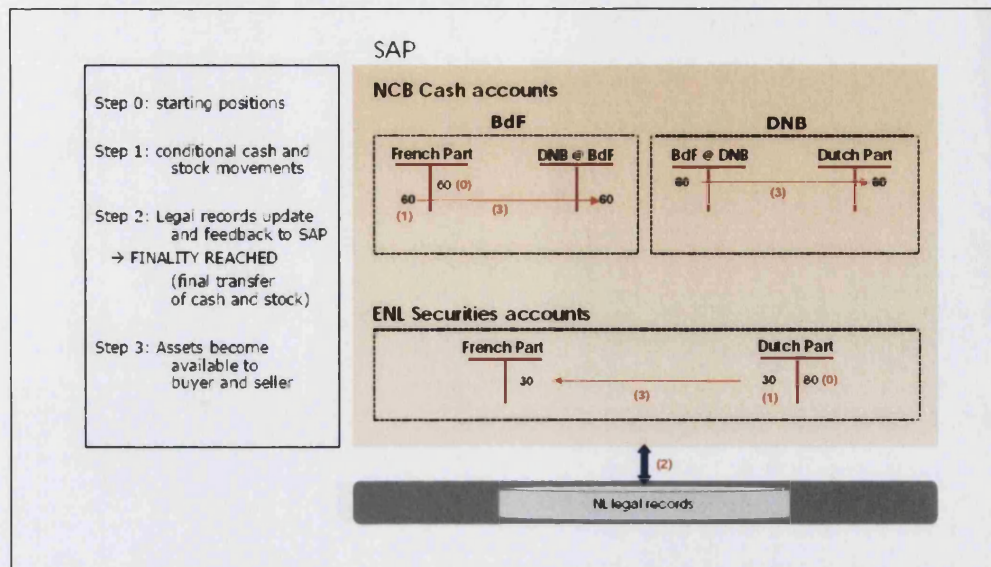 SAP
Step 0: starting positions
Step 1: conditional cash and
stock movements
Step 2: Legal records update
and feedback to SAP
→ FINALITY REACHED
(final transfer
of cash and stock)
Step 3: Assets become
available to
buyer and seller
NCB Cash accounts
BdF
French Part
DNB @ BdF
60 (0)
60
(1)
(3)
60
DNB
BdF @ DNB
Dutch Part
60
(3)
60
ENL Securities accounts
French Part
Dutch Part
30
(3)
30
(1)
80 (0)
(2)
NL legal records